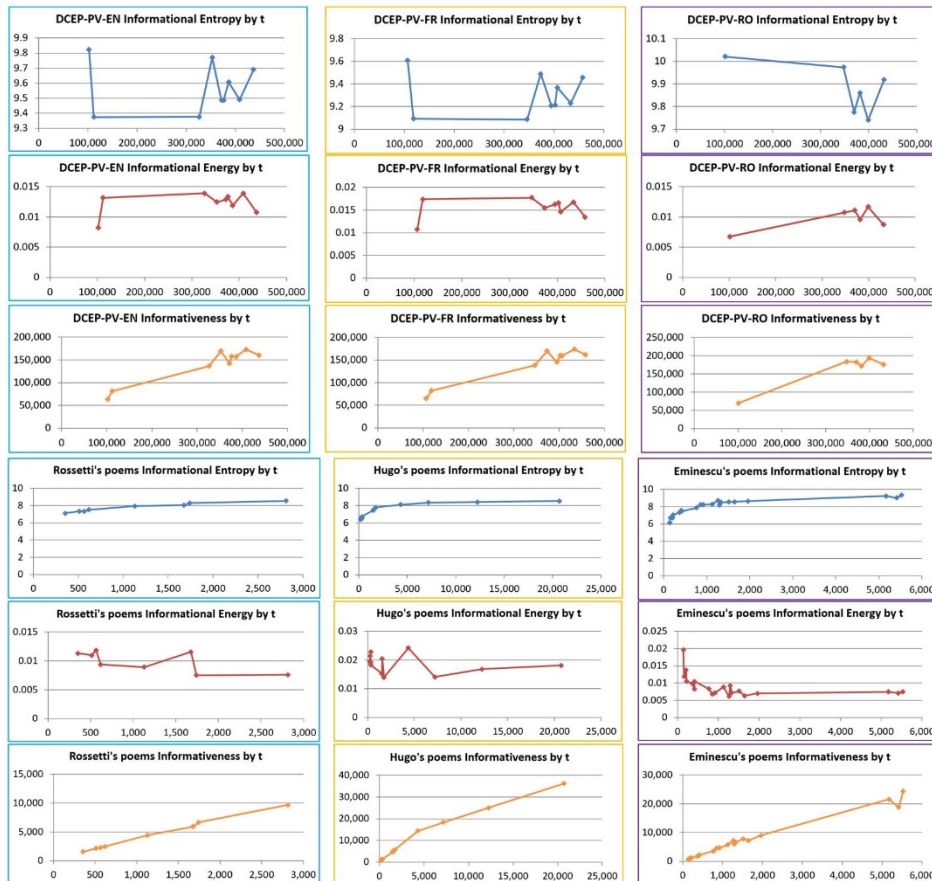 DCEP-PV-EN Informational Entropy by t
9.9
9.8
9.7
9.6
9.5
9.4
9.3
0 100,000 200,000 300,000 400,000 500,000
DCEP-PV-FR Informational Entropy by t
9.8
9.6
9.4
9.2
9
0 100,000 200,000 300,000 400,000 500,000
DCEP-PV-RO Informational Entropy by t
10.1
10
9.9
9.8
9.7
0 100,000 200,000 300,000 400,000 500,000
DCEP-PV-EN Informational Energy by t
0.015
0.01
0.005
0
0 100,000 200,000 300,000 400,000 500,000
DCEP-PV-FR Informational Energy by t
0.02
0.015
0.01
0.005
0
0 100,000 200,000 300,000 400,000 500,000
DCEP-PV-RO Informational Energy by t
0.015
0.01
0.005
0
0 100,000 200,000 300,000 400,000 500,000
DCEP-PV-EN Informativeness by t
200,000
150,000
100,000
50,000
0
0 100,000 200,000 300,000 400,000 500,000
DCEP-PV-FR Informativeness by t
200,000
150,000
100,000
50,000
0
0 100,000 200,000 300,000 400,000 500,000
DCEP-PV-RO Informativeness by t
250,000
200,000
150,000
100,000
50,000
0
0 100,000 200,000 300,000 400,000 500,000
Rossetti's poems Informational Entropy by t
10
8
6
4
2
0
0 500 1,000 1,500 2,000 2,500 3,000
Hugo's poems Informational Entropy by t
10
8
6
4
2
0
0 5,000 10,000 15,000 20,000 25,000
Eminescu's poems Informational Entropy by t
10
8
6
4
2
0
0 1,000 2,000 3,000 4,000 5,000 6,000
Rossetti's poems Informational Energy by t
0.015
0.01
0.005
0
0 500 1,000 1,500 2,000 2,500 3,000
Hugo's poems Informational Energy by t
0.03
0.02
0.01
0
0 5,000 10,000 15,000 20,000 25,000
Eminescu's poems Informational Energy by t
0.025
0.02
0.015
0.01
0.005
0
0 1,000 2,000 3,000 4,000 5,000 6,000
Rossetti's poems Informativeness by t
15,000
10,000
5,000
0
0 500 1,000 1,500 2,000 2,500 3,000
Hugo's poems Informativeness by t
40,000
30,000
20,000
10,000
0
0 5,000 10,000 15,000 20,000 25,000
Eminescu's poems Informativeness by t
30,000
20,000
10,000
0
0 1,000 2,000 3,000 4,000 5,000 6,000